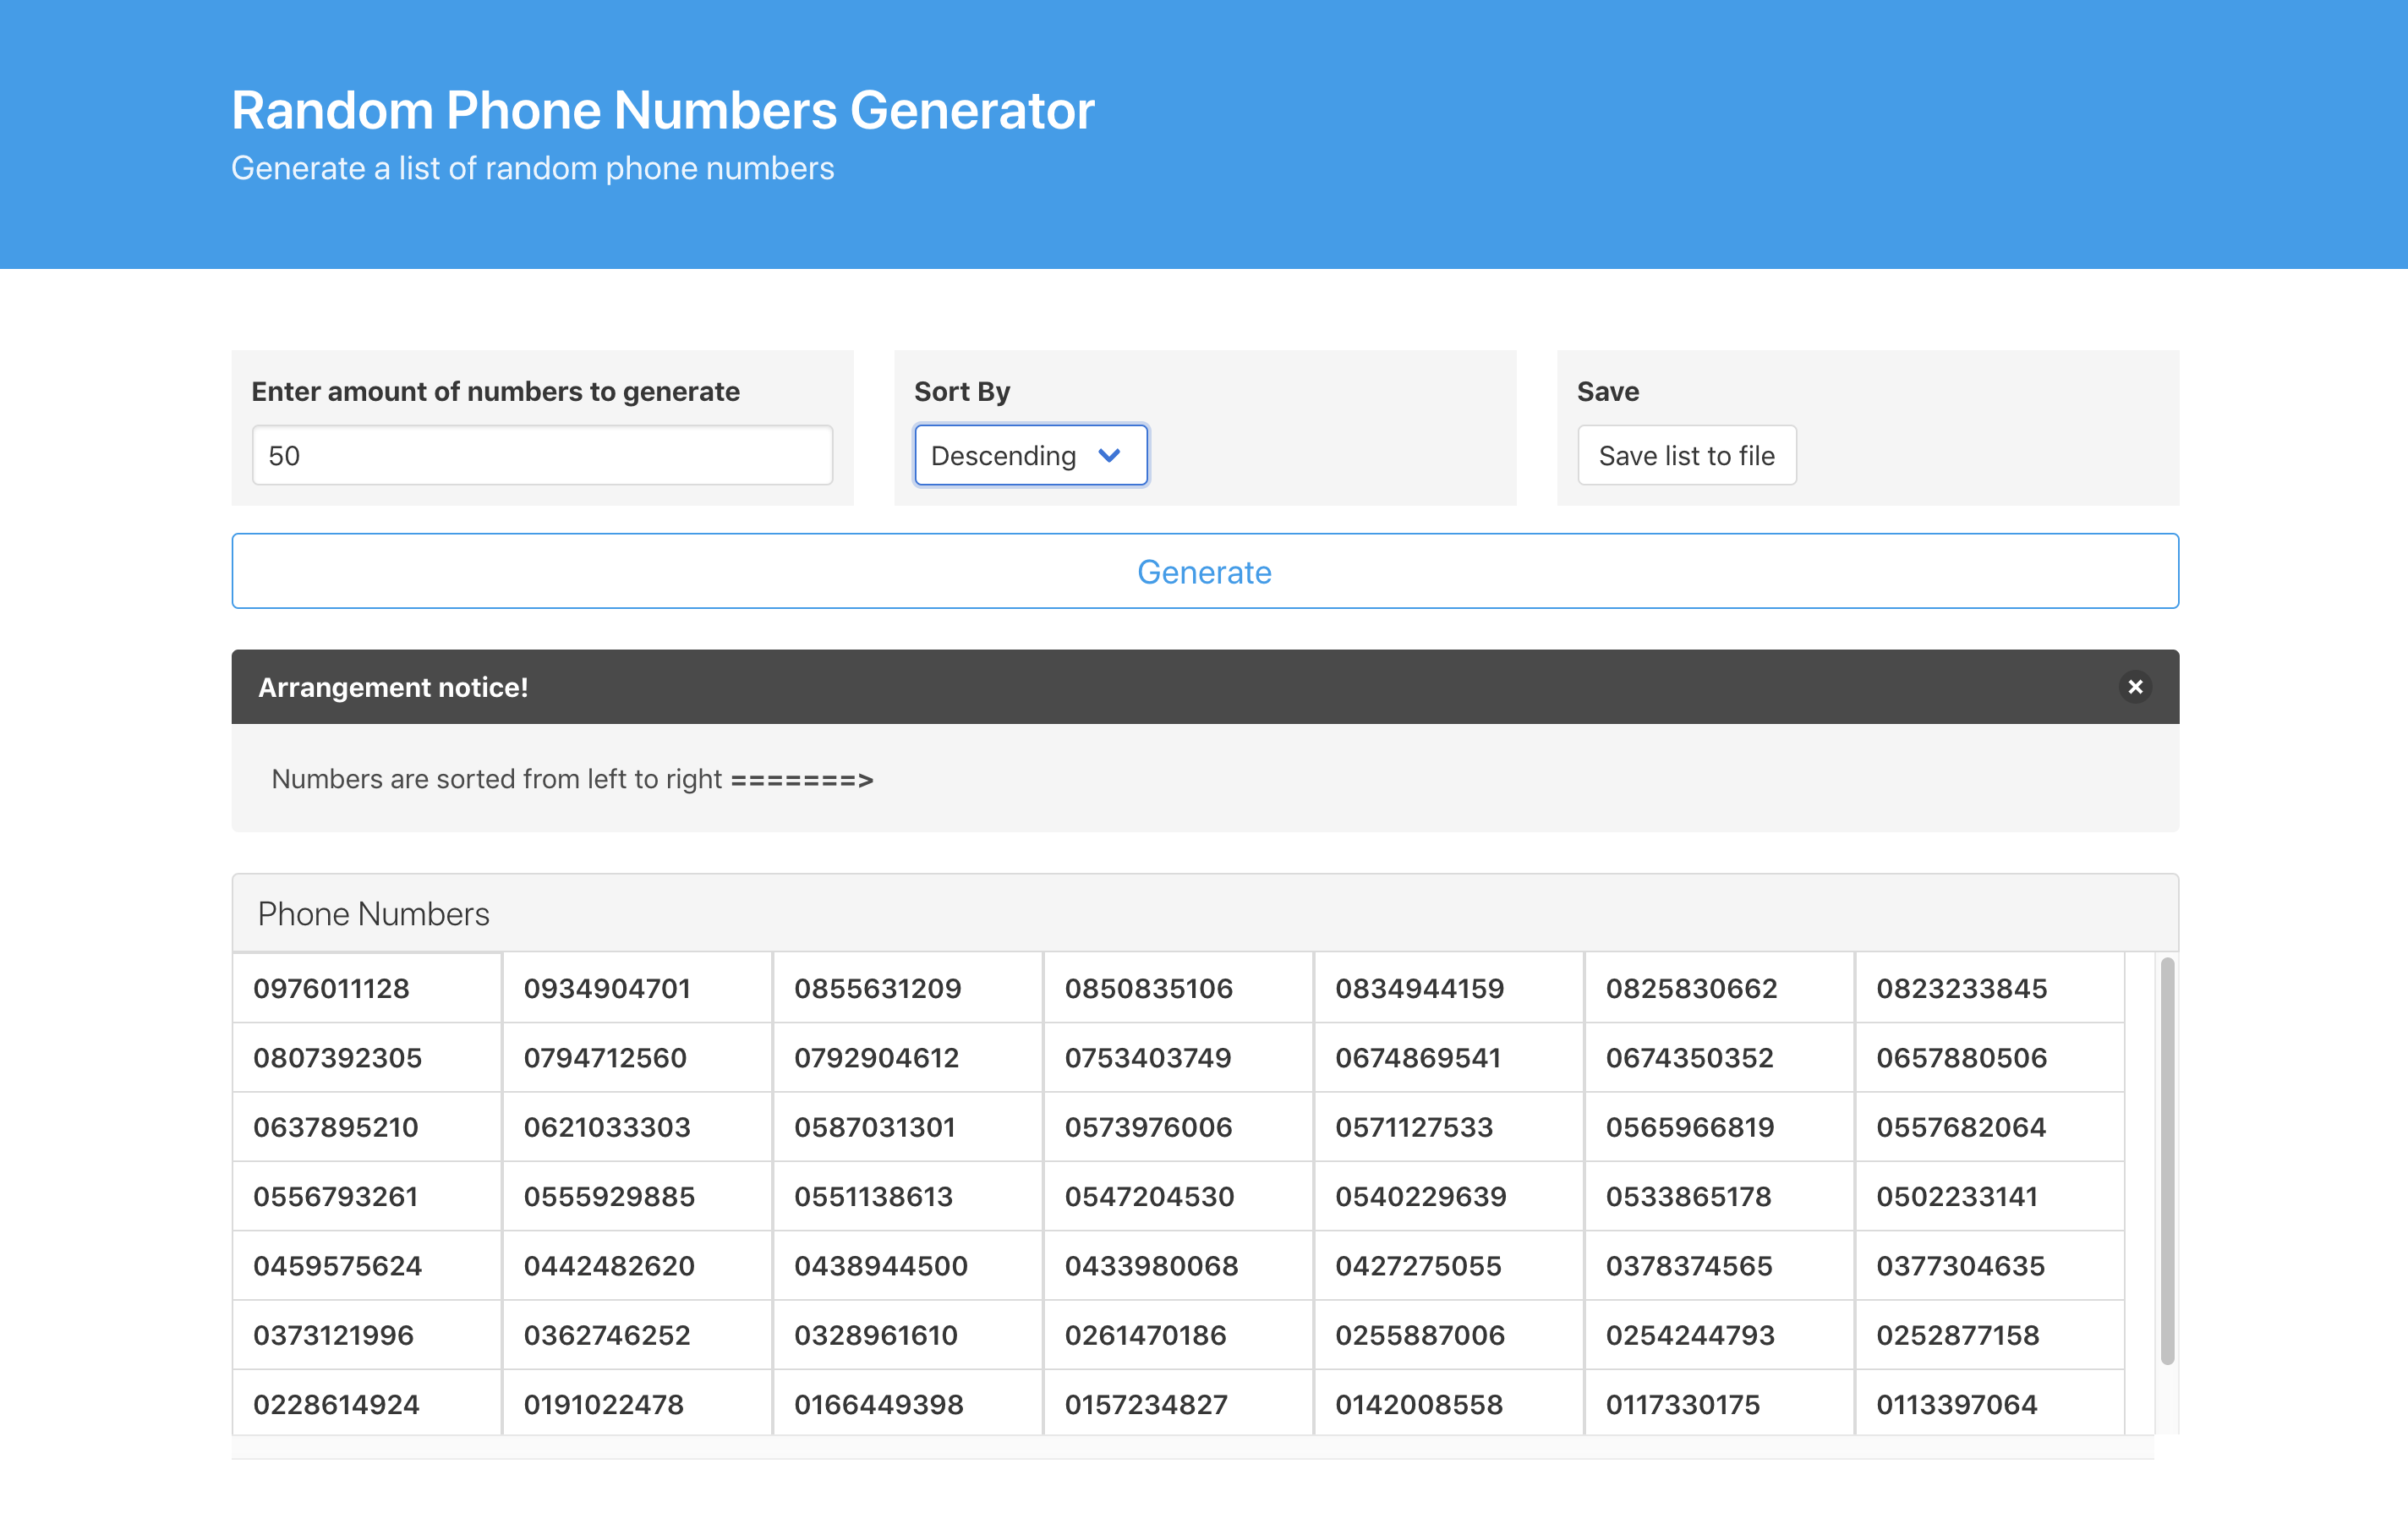 Random Phone Numbers Generator
Generate a list of random phone numbers
Enter amount of numbers to generate
50
Sort By
Descending
Save
Save list to file
Generate
Arrangement notice!
Numbers are sorted from left to right =======>
Phone Numbers
0976011128 0934904701 0855631209 0850835106 0834944159 0825830662 0823233845
0807392305 0794712560 0792904612 0753403749 0674869541 0674350352 0657880506
0637895210 0621033303 0587031301 0573976006 0571127533 0565966819 0557682064
0556793261 0555929885 0551138613 0547204530 0540229639 0533865178 0502233141
0459575624 0442482620 0438944500 0433980068 0427275055 0378374565 0377304635
0373121996 0362746252 0328961610 0261470186 0255887006 0254244793 0252877158
0228614924 0191022478 0166449398 0157234827 0142008558 0117330175 0113397064